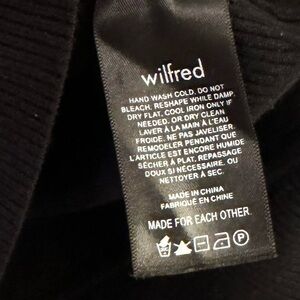 wilfred
HAND WASH COLD. DO NOT
BLEACH. RESHAPE WHILE DAMP.
DRY FLAT. COOL IRON ONLY IF
NEEDED. OR DRY CLEAN
LAVER À LA MAIN À L'EAU
FROIDE. NE PAS JAVELISER.
REMODELER PENDANT QUE
L'ARTICLE EST ENCORE HUMIDE
SÉCHER À PLAT. REPASSAGE
DOUX SI NÉCESSAIRE. OU
NETTOYER À SEC.
MADE IN CHINA
FABRIQUÉ EN CHINE
MADE FOR EACH OTHER
P